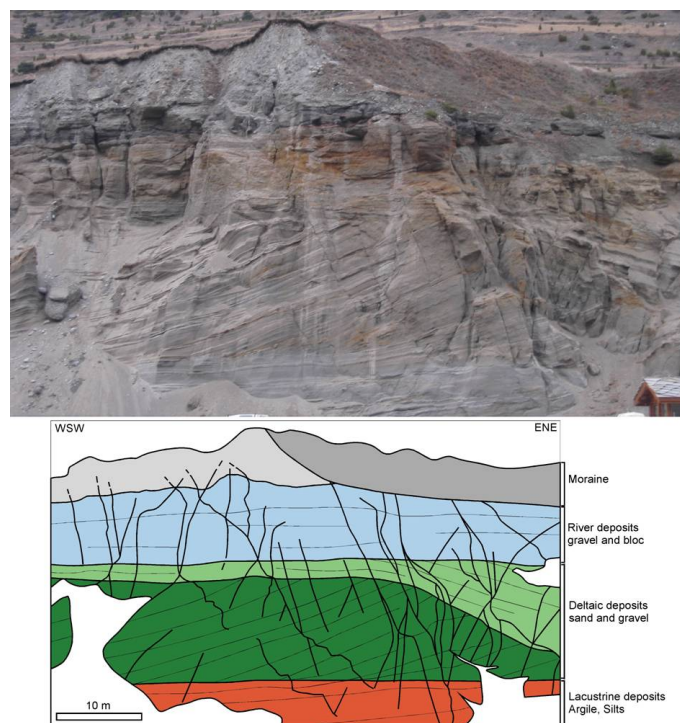 WSW
ENE
Moraine
River deposits
gravel and bloc
Deltaic deposits
sand and gravel
Lacustrine deposits
Argile, Silts
10 m